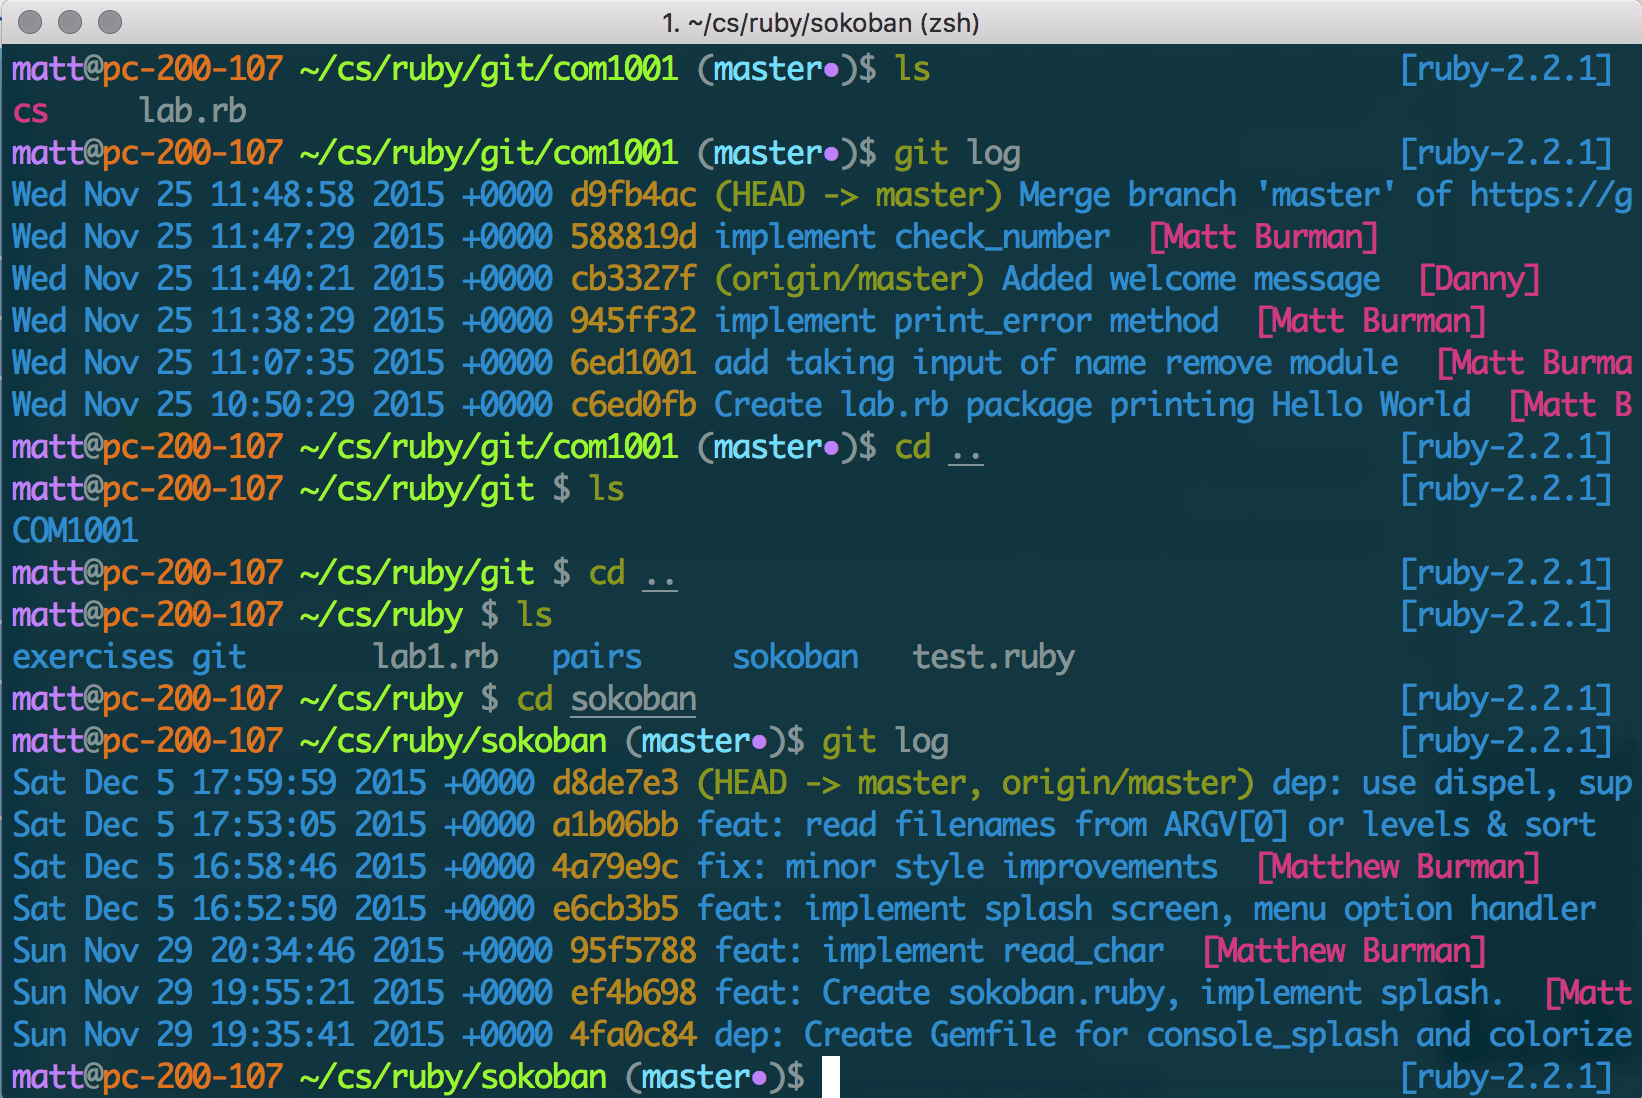 1. ~/cs/ruby/sokoban (zsh)
matt@pc-200-107 ~/cs/ruby/git/com1001 (master•)$ ls [ruby-2.2.1]
cs lab.rb
matt@pc-200-107 ~/cs/ruby/git/com1001 (master•)$ git log [ruby-2.2.1]
Wed Nov 25 11:48:58 2015 +0000 d9fb4ac (HEAD -> master) Merge branch 'master' of https://g
Wed Nov 25 11:47:29 2015 +0000 588819d implement check_number [Matt Burman]
Wed Nov 25 11:40:21 2015 +0000 cb3327f (origin/master) Added welcome message [Danny]
Wed Nov 25 11:38:29 2015 +0000 945ff32 implement print_error method [Matt Burman]
Wed Nov 25 11:07:35 2015 +0000 6ed1001 add taking input of name remove module [Matt Burma
Wed Nov 25 10:50:29 2015 +0000 c6ed0fb Create lab.rb package printing Hello World [Matt B
matt@pc-200-107 ~/cs/ruby/git/com1001 (master•)$ cd .. [ruby-2.2.1]
matt@pc-200-107 ~/cs/ruby/git $ ls [ruby-2.2.1]
COM1001
matt@pc-200-107 ~/cs/ruby/git $ cd .. [ruby-2.2.1]
matt@pc-200-107 ~/cs/ruby $ ls [ruby-2.2.1]
exercises git lab1.rb pairs sokoban test.ruby
matt@pc-200-107 ~/cs/ruby $ cd sokoban [ruby-2.2.1]
matt@pc-200-107 ~/cs/ruby/sokoban (master•)$ git log [ruby-2.2.1]
Sat Dec 5 17:59:59 2015 +0000 d8de7e3 (HEAD -> master, origin/master) dep: use dispel, sup
Sat Dec 5 17:53:05 2015 +0000 a1b06bb feat: read filenames from ARGV[0] or levels & sort
Sat Dec 5 16:58:46 2015 +0000 4a79e9c fix: minor style improvements [Matthew Burman]
Sat Dec 5 16:52:50 2015 +0000 e6cb3b5 feat: implement splash screen, menu option handler
Sun Nov 29 20:34:46 2015 +0000 95f5788 feat: implement read_char [Matthew Burman]
Sun Nov 29 19:55:21 2015 +0000 ef4b698 feat: Create sokoban.ruby, implement splash. [Matt
Sun Nov 29 19:35:41 2015 +0000 4fa0c84 dep: Create Gemfile for console_splash and colorize
matt@pc-200-107 ~/cs/ruby/sokoban (master•)$ [ruby-2.2.1]